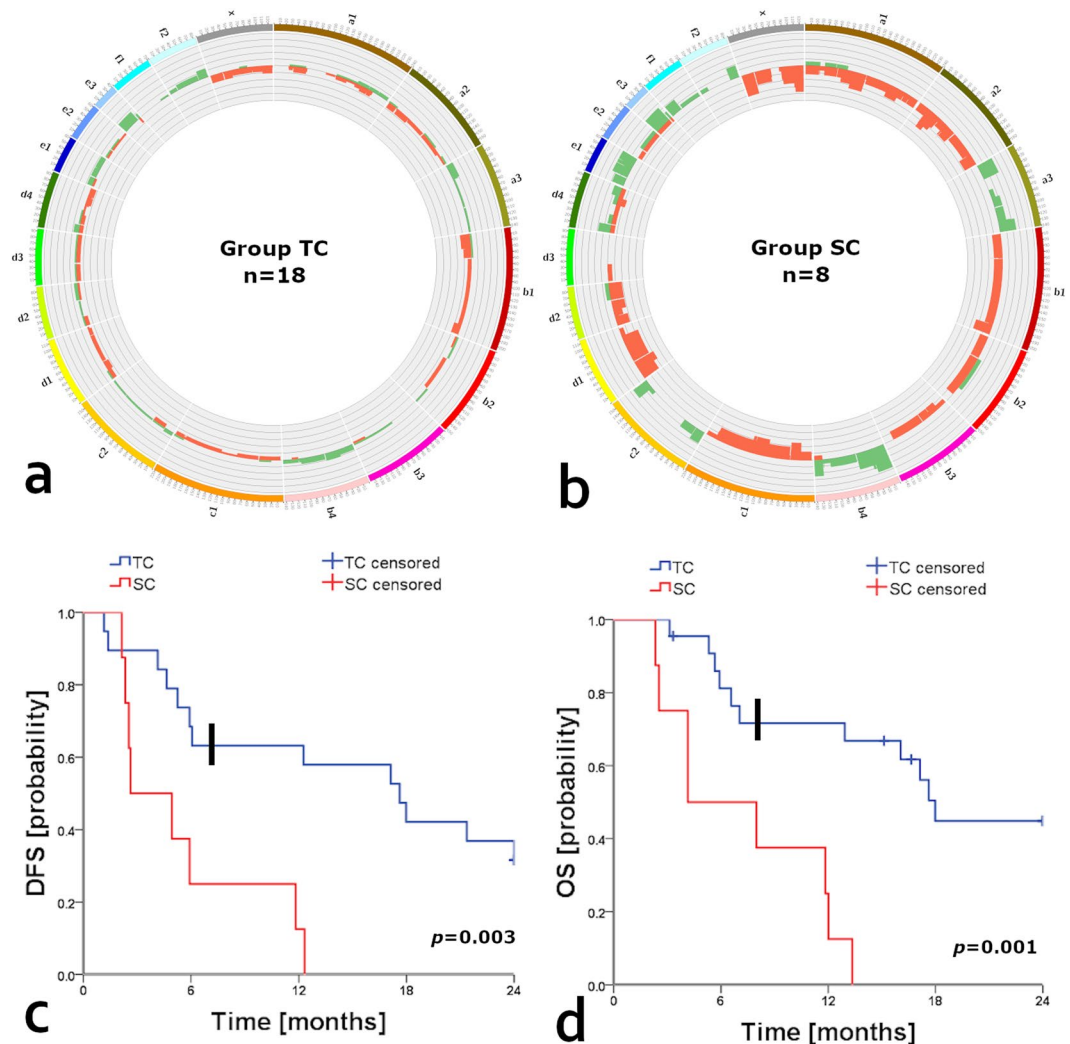 x
a1
a2
a3
b1
b2
b3
b4
c1
c2
d1
d2
d3
d4
e1
e2
e3
f1
f2
Group TC
n=18
a
x
a1
a2
a3
b1
b2
b3
b4
c1
c2
d1
d2
d3
d4
e1
e2
e3
f1
f2
Group SC
n=8
b
TC
TC censored
SC
SC censored
DFS [probability]
1.0
0.8
0.6
0.4
0.2
0.0
p=0.003
0
6
12
18
24
Time [months]
c
TC
TC censored
SC
SC censored
OS [probability]
1.0
0.8
0.6
0.4
0.2
0.0
p=0.001
0
6
12
18
24
Time [months]
d